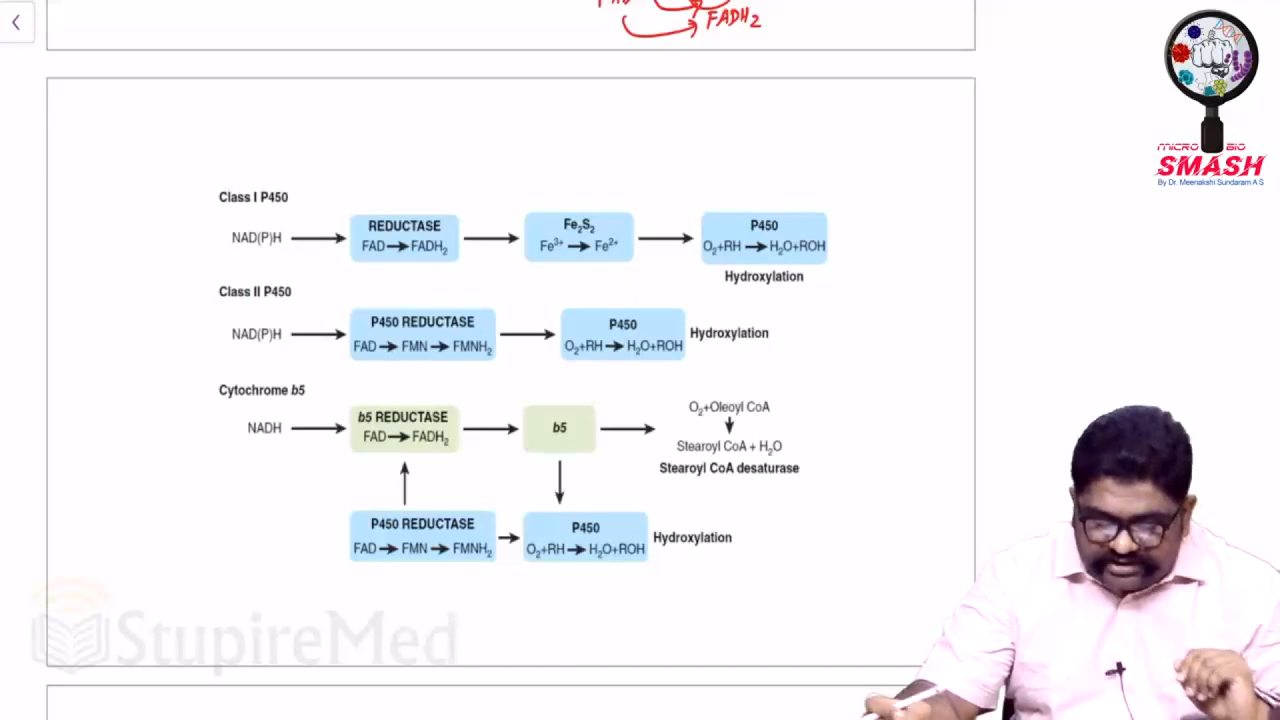 FADH2
MICRO BIO
SMASH
By Dr. Meenakshi Sundaram A S
Class I P450
NAD(P)H
REDUCTASE
FAD → FADH₂
Fe₂S₂
Fe³⁺ → Fe²⁺
P450
O₂+RH → H₂O+ROH
Hydroxylation
Class II P450
NAD(P)H
P450 REDUCTASE
FAD → FMN → FMNH₂
P450
O₂+RH → H₂O+ROH
Hydroxylation
Cytochrome b5
NADH
b5 REDUCTASE
FAD → FADH₂
b5
O₂+Oleoyl CoA
Stearoyl CoA + H₂O
Stearoyl CoA desaturase
P450 REDUCTASE
FAD → FMN → FMNH₂
P450
O₂+RH → H₂O+ROH
Hydroxylation
StupireMed